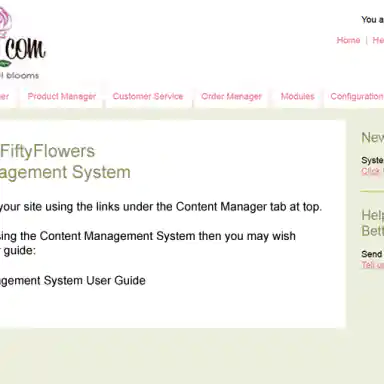 You a
com
Home | He
l blooms
er Product Manager Customer Service Order Manager Modules Configuration
FiftyFlowers
agement System
your site using the links under the Content Manager tab at top.
sing the Content Management System then you may wish
guide:
agement System User Guide
New
Syste
Click
Help
Bett
Send
Tell us